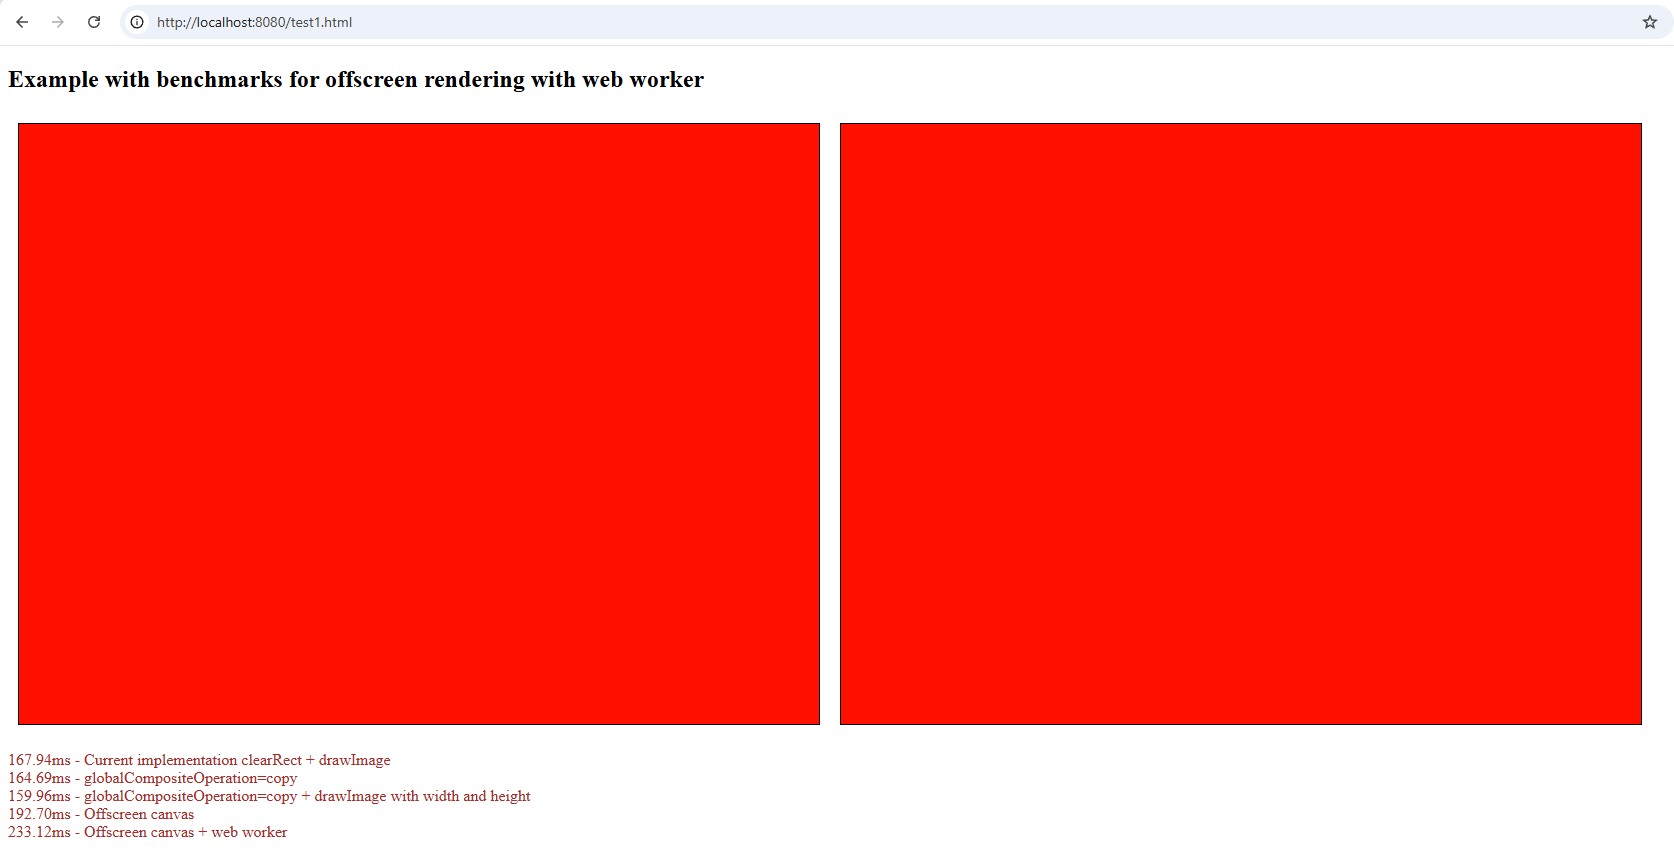 http://localhost:8080/test1.html
Example with benchmarks for offscreen rendering with web worker
167.94ms - Current implementation clearRect + drawImage
164.69ms - globalCompositeOperation=copy
159.96ms - globalCompositeOperation=copy + drawImage with width and height
192.70ms - Offscreen canvas
233.12ms - Offscreen canvas + web worker